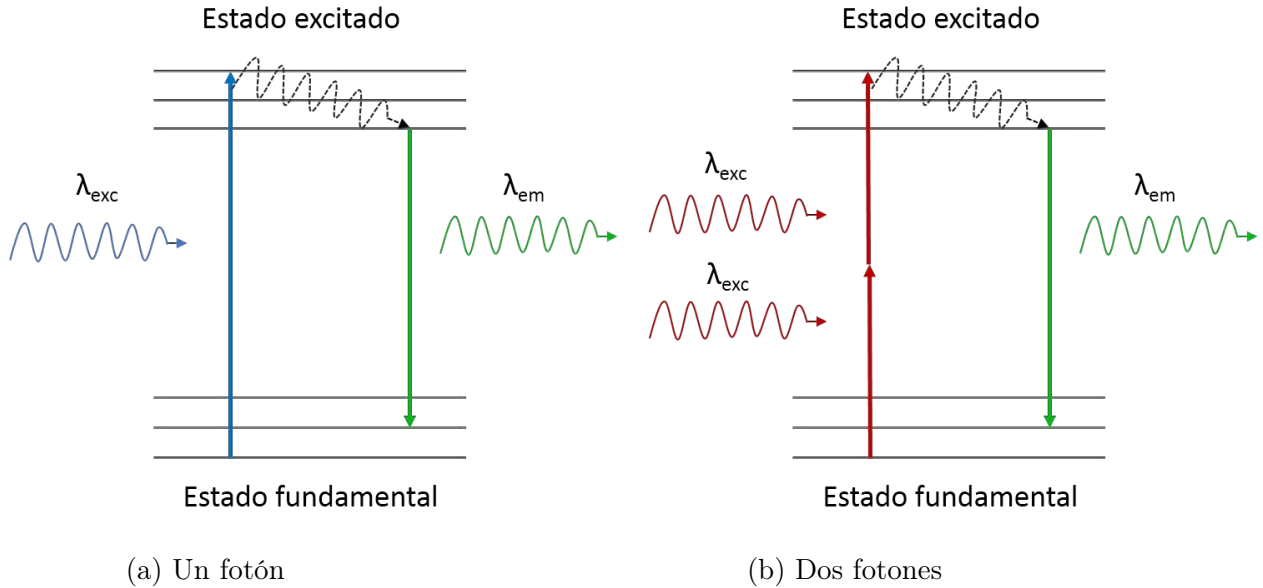 Estado excitado
λexc
λem
Estado fundamental
(a) Un fotón
Estado excitado
λexc
λexc
λem
Estado fundamental
(b) Dos fotones